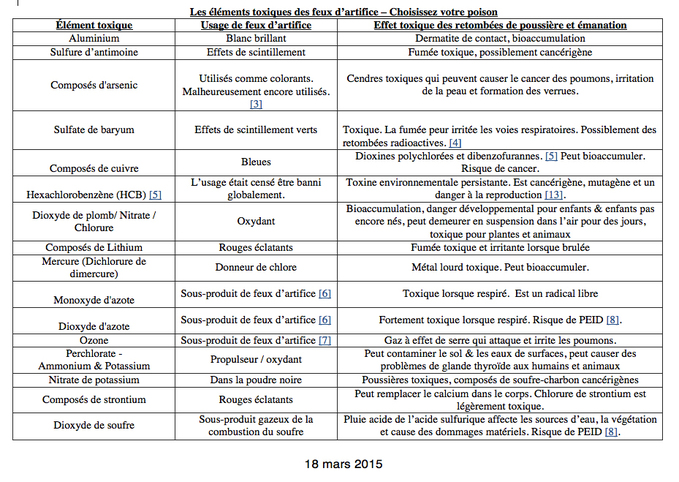 Les éléments toxiques des feux d'artifice – Choisissez votre poison
Élément toxique Usage de feux d'artifice Effet toxique des retombées de poussière et émanation
Aluminium Blanc brillant Dermatite de contact, bioaccumulation
Sulfure d'antimoine Effets de scintillement Fumée toxique, possiblement cancérigène
Composés d'arsenic
Utilisés comme colorants.
Malheureusement encore utilisés.
[3]
Cendres toxiques qui peuvent causer le cancer des poumons, irritation
de la peau et formation des verrues.
Sulfate de baryum Effets de scintillement verts
Toxique. La fumée peur irritée les voies respiratoires. Possiblement des
retombées radioactives. [4]
Composés de cuivre Bleues
Dioxines polychlorées et dibenzofurannes. [5] Peut bioaccumuler.
Risque de cancer.
Hexachlorobenzène (HCB) [5]
L'usage était censé être banni
globalement.
Toxine environnementale persistante. Est cancérigène, mutagène et un
danger à la reproduction [13].
Dioxyde de plomb/ Nitrate /
Chlorure
Oxydant
Bioaccumulation, danger développemental pour enfants & enfants pas
encore nés, peut demeurer en suspension dans l'air pour des jours,
toxique pour plantes et animaux
Composés de Lithium Rouges éclatants Fumée toxique et irritante lorsque brulée
Mercure (Dichlorure de
dimercure)
Donneur de chlore Métal lourd toxique. Peut bioaccumuler.
Monoxyde d'azote Sous-produit de feux d'artifice [6] Toxique lorsque respiré. Est un radical libre
Dioxyde d'azote Sous-produit de feux d'artifice [6] Fortement toxique lorsque respiré. Risque de PEID [8].
Ozone Sous-produit de feux d'artifice [7] Gaz à effet de serre qui attaque et irrite les poumons.
Perchlorate -
Ammonium & Potassium
Propulseur / oxydant
Peut contaminer le sol & les eaux de surfaces, peut causer des
problèmes de glande thyroïde aux humains et animaux
Nitrate de potassium Dans la poudre noire Poussières toxiques, composés de soufre-charbon cancérigènes
Composés de strontium Rouges éclatants
Peut remplacer le calcium dans le corps. Chlorure de strontium est
légèrement toxique.
Dioxyde de soufre
Sous-produit gazeux de la
combustion du soufre
Pluie acide de l'acide sulfurique affecte les sources d'eau, la végétation
et cause des dommages matériels. Risque de PEID [8].
18 mars 2015